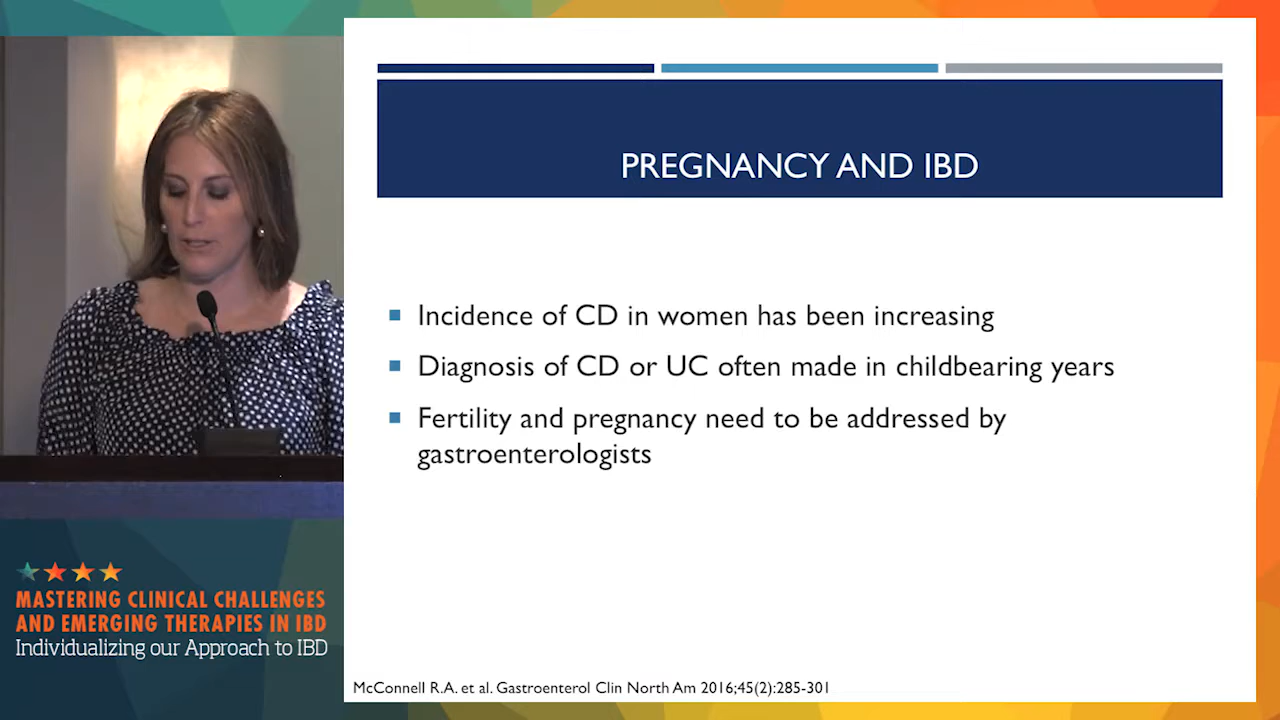 PREGNANCY AND IBD
Incidence of CD in women has been increasing
Diagnosis of CD or UC often made in childbearing years
Fertility and pregnancy need to be addressed by
gastroenterologists
McConnell R.A. et al. Gastroenterol Clin North Am 2016;45(2):285-301
MASTERING CLINICAL CHALLENGES
AND EMERGING THERAPIES IN IBD
Individualizing our Approach to IBD